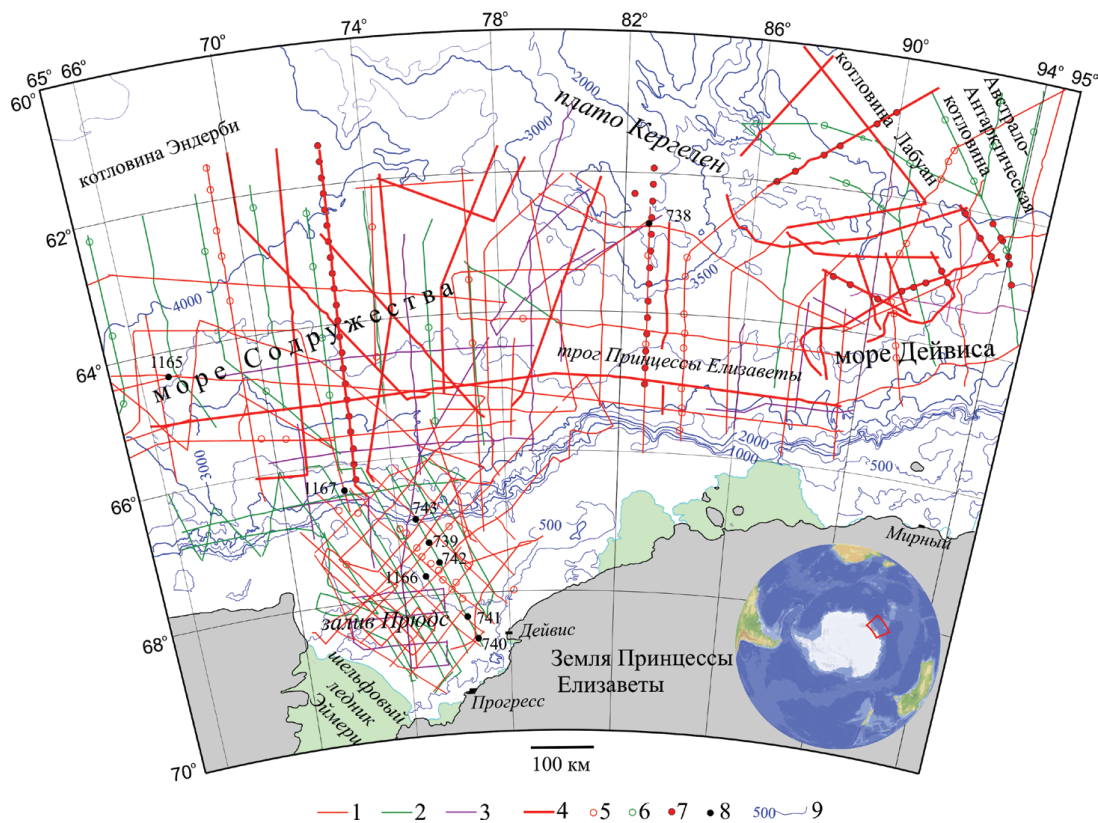 65° 66° 70° 74° 78° 82° 86° 90° 94° 95°
60°
62°
64°
66°
68°
70°
котловина Эндерби
плато Кергелен
котловина Лабуан
Австрало-
Антарктическая
котловина
2000
3000
3500
738
4000
море Содружества
1165
трог Принцессы Елизаветы
море Дейвиса
3000
2000
1000
500
500
1167
743
739
742
1166
741
740
залив Прюдс
Дейвис
Мирный
шельфовый
ледник
Эймери
Прогресс
Земля Принцессы
Елизаветы
100 км
1 2 3 4 5 6 7 8 500 9